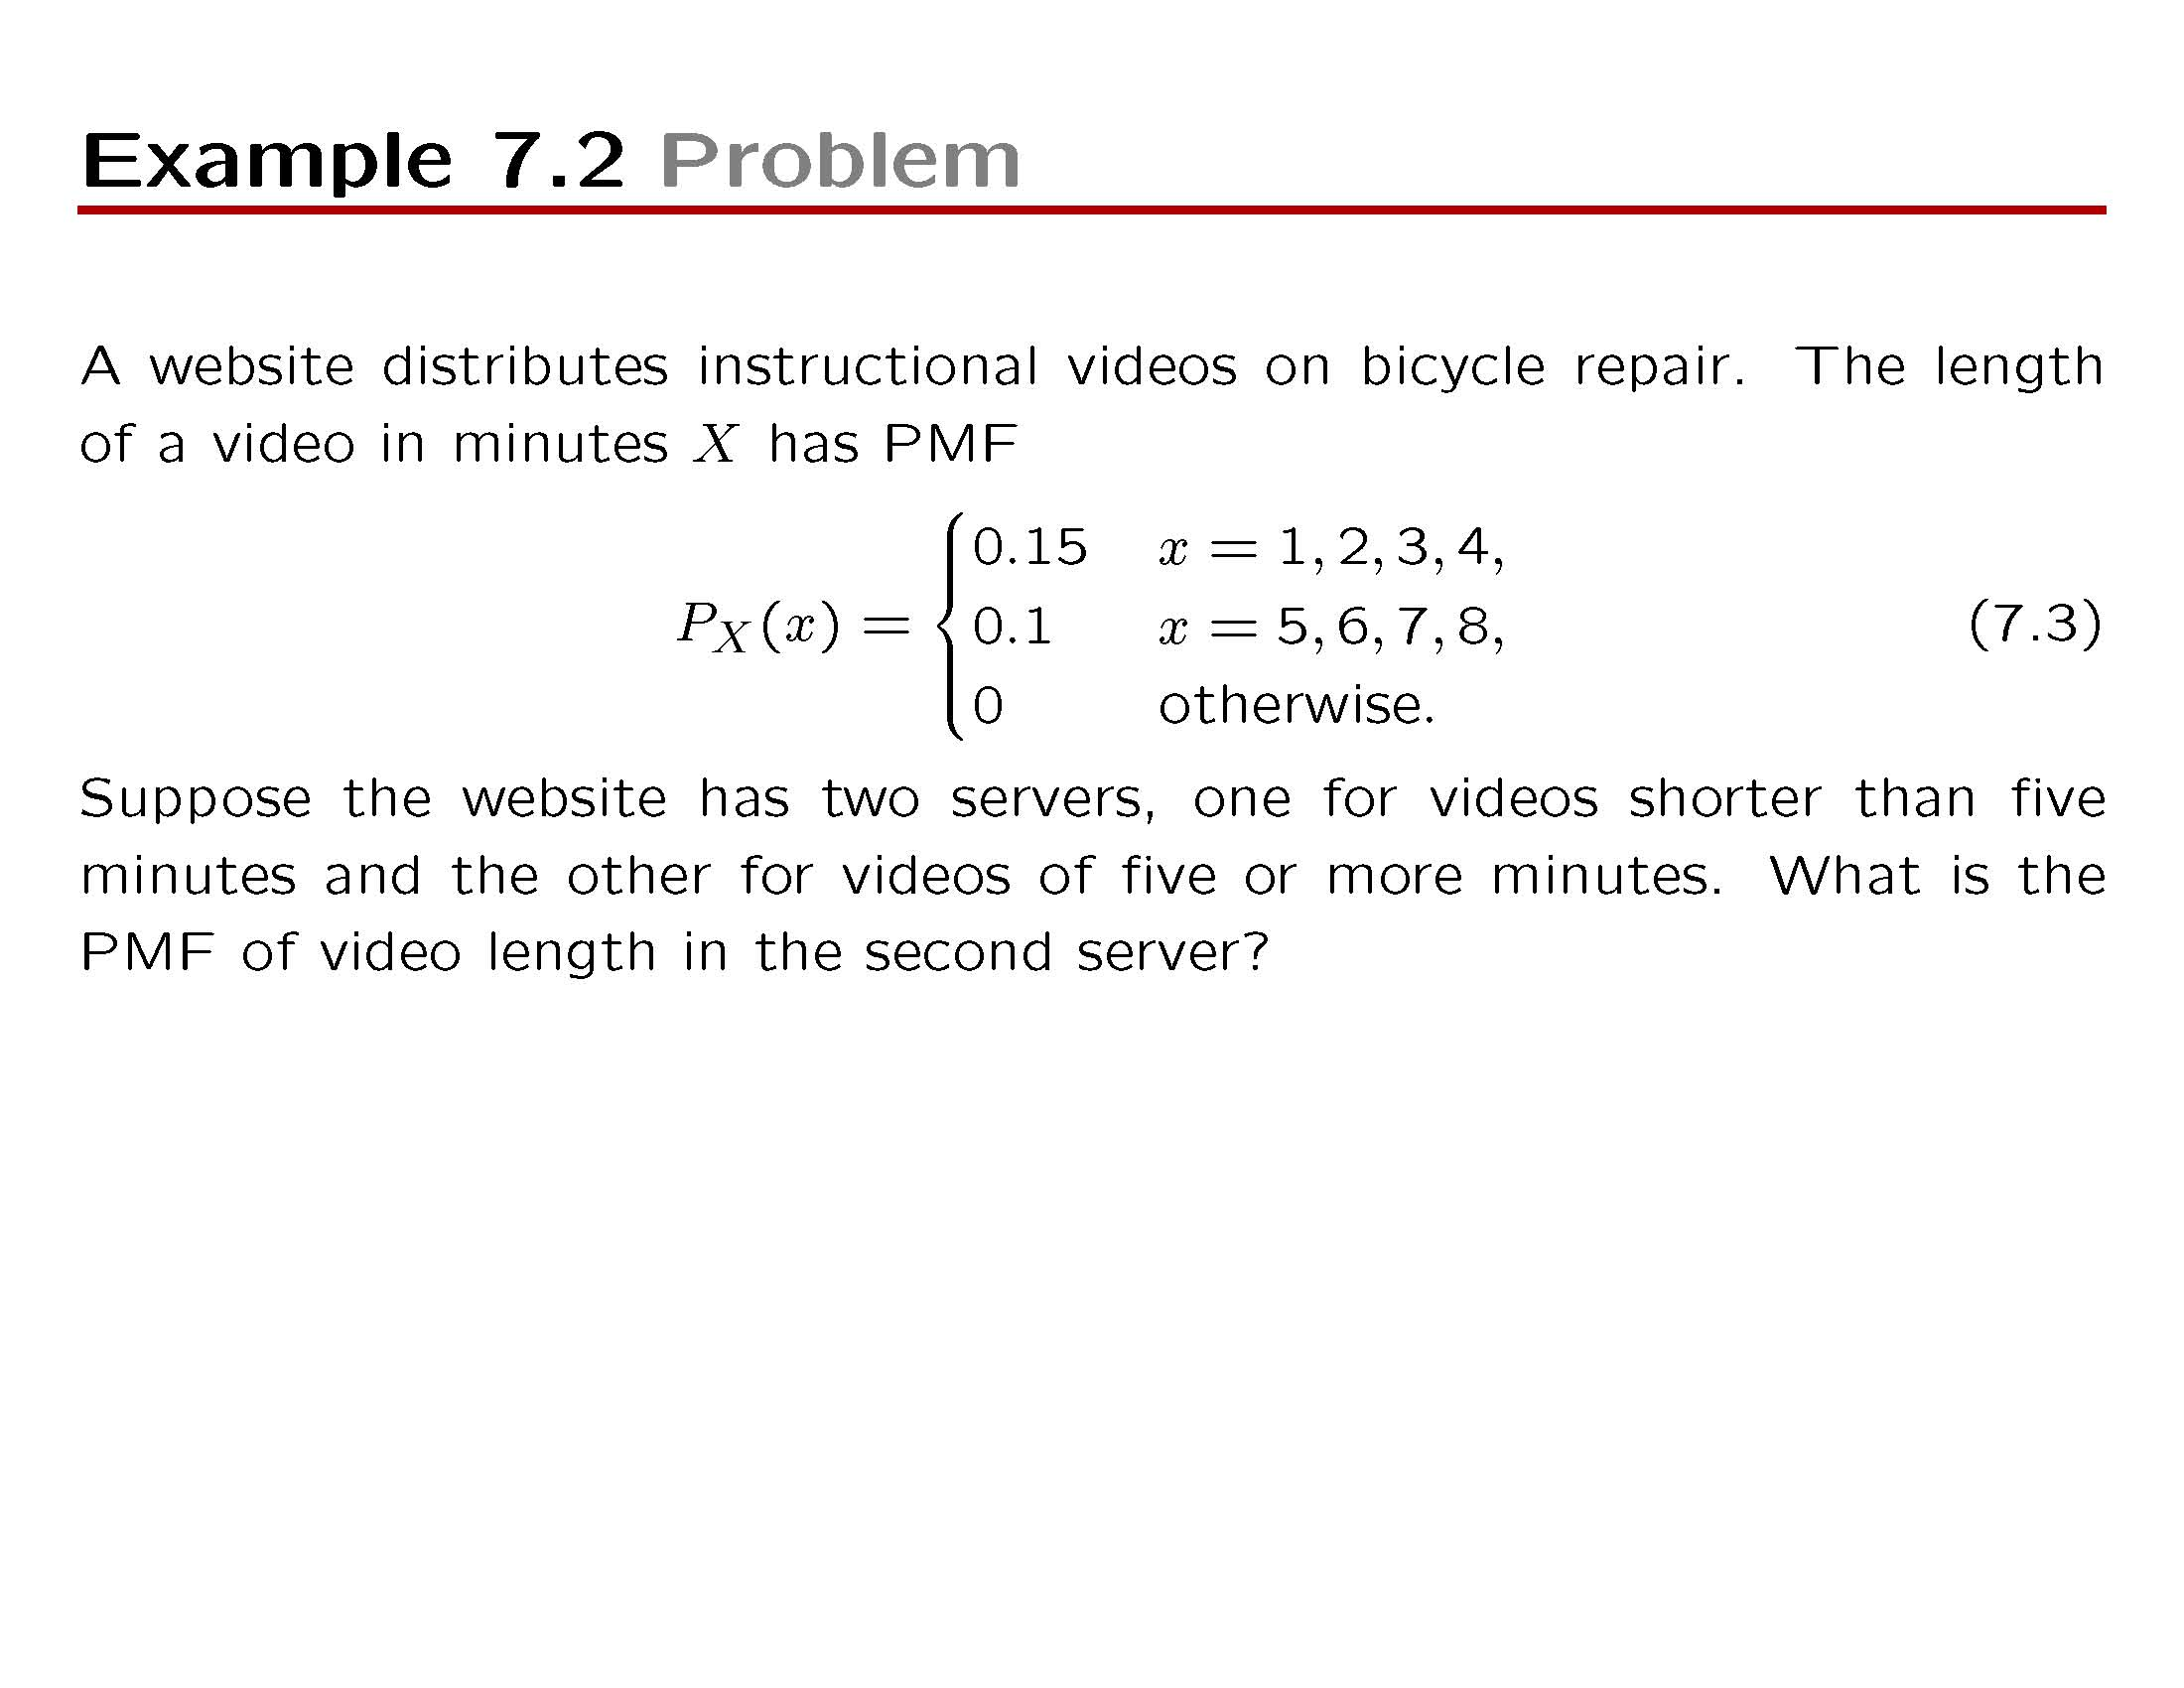 Example 7.2 Problem
A website distributes instructional videos on bicycle repair. The length
of a video in minutes X has PMF
0.15 x = 1, 2, 3, 4,
P_X(x) = { 0.1 x = 5, 6, 7, 8, (7.3)
0 otherwise.
Suppose the website has two servers, one for videos shorter than five
minutes and the other for videos of five or more minutes. What is the
PMF of video length in the second server?